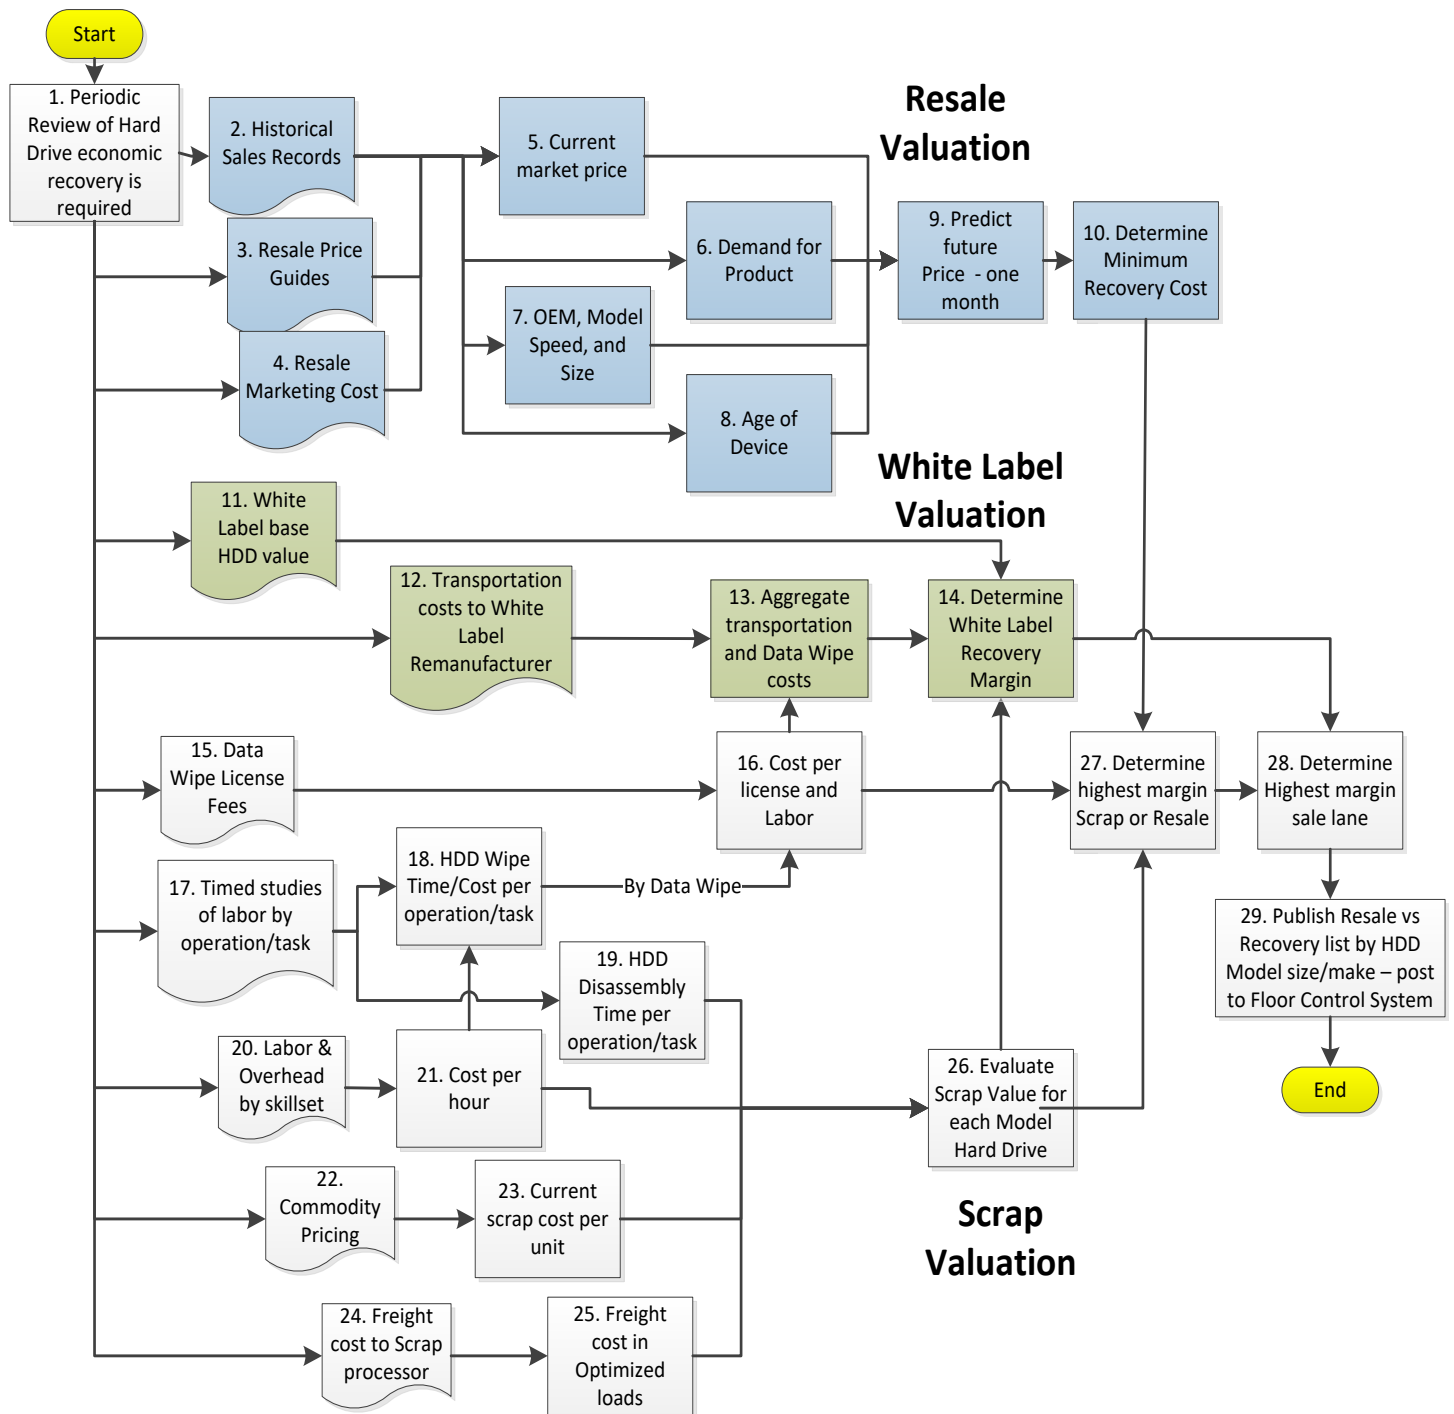 Start
1. Periodic
Review of Hard
Drive economic
recovery is
required
2. Historical
Sales Records
3. Resale Price
Guides
4. Resale
Marketing Cost
5. Current
market price
Resale
Valuation
6. Demand for
Product
7. OEM, Model
Speed, and
Size
8. Age of
Device
9. Predict
future
Price - one
month
10. Determine
Minimum
Recovery Cost
White Label
Valuation
11. White
Label base
HDD value
12. Transportation
costs to White
Label
Remanufacturer
13. Aggregate
transportation
and Data Wipe
costs
14. Determine
White Label
Recovery
Margin
15. Data
Wipe License
Fees
16. Cost per
license and
Labor
17. Timed studies
of labor by
operation/task
18. HDD Wipe
Time/Cost per
operation/task
By Data Wipe
19. HDD
Disassembly
Time per
operation/task
20. Labor &
Overhead
by skillset
21. Cost per
hour
22.
Commodity
Pricing
23. Current
scrap cost per
unit
24. Freight
cost to Scrap
processor
25. Freight
cost in
Optimized
loads
26. Evaluate
Scrap Value for
each Model
Hard Drive
Scrap
Valuation
27. Determine
highest margin
Scrap or Resale
28. Determine
Highest margin
sale lane
29. Publish Resale vs
Recovery list by HDD
Model size/make – post
to Floor Control System
End